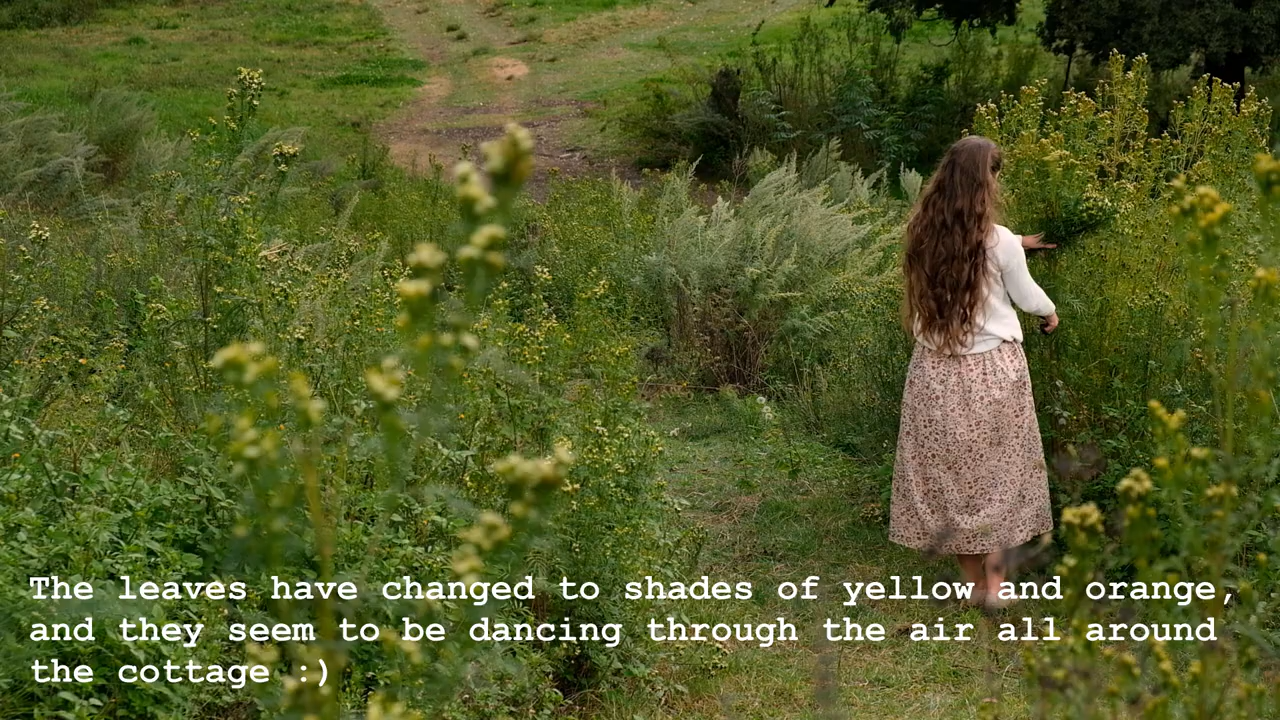 The leaves have changed to shades of yellow and orange,
and they seem to be dancing through the air all around
the cottage :)